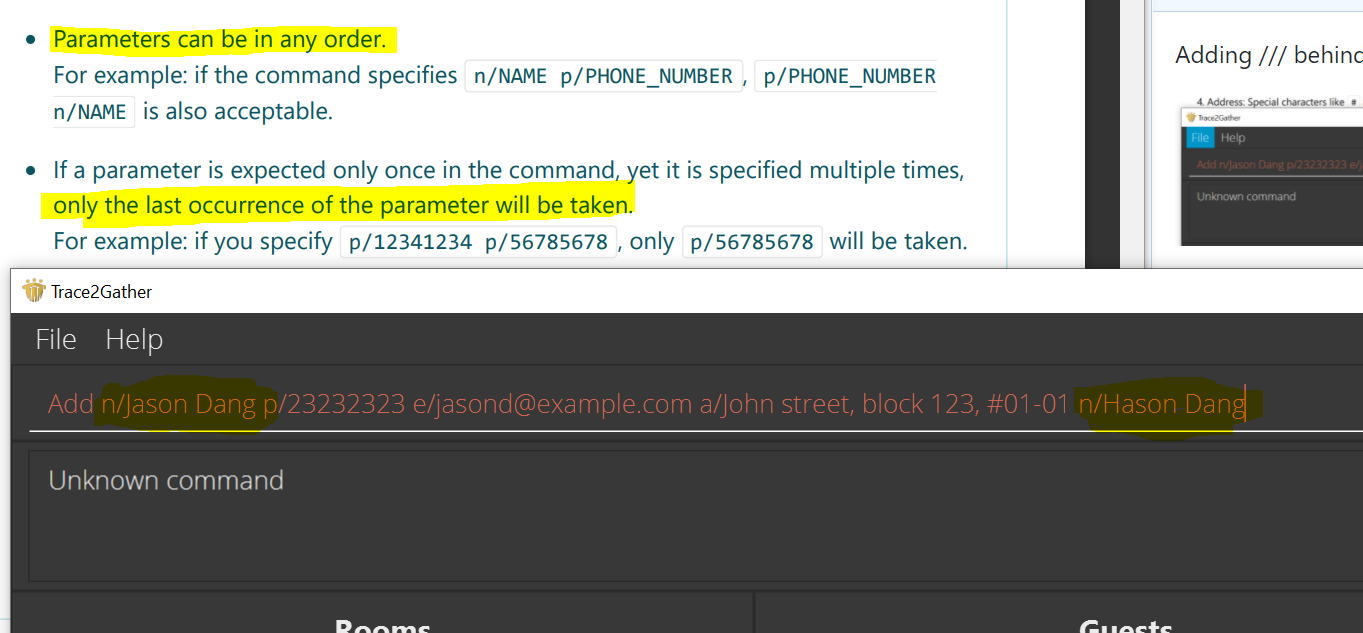 Parameters can be in any order.
For example: if the command specifies n/NAME p/PHONE_NUMBER, p/PHONE_NUMBER
n/NAME is also acceptable.
If a parameter is expected only once in the command, yet it is specified multiple times,
only the last occurrence of the parameter will be taken.
For example: if you specify p/12341234 p/56785678, only p/56785678 will be taken.
Adding /// behind
4. Address: Special characters like #
Trace2Gather
File Help
Add n/Jason Dang p/23232323 e/j
Unknown command
Trace2Gather
File Help
Add n/Jason Dang p/23232323 e/jasond@example.com a/John street, block 123, #01-01 n/Hason Dang
Unknown command
Rooms
Guests